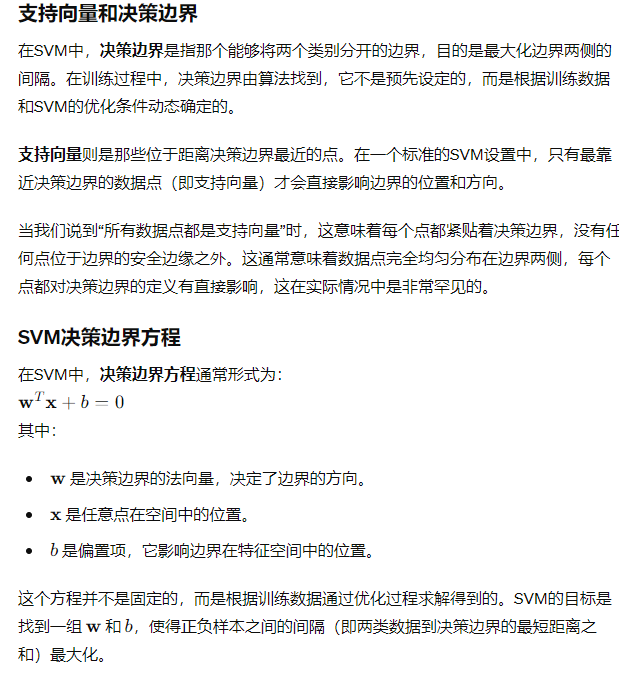 支持向量和决策边界
在SVM中，决策边界是指那个能够将两个类别分开的边界，目的是最大化边界两侧的
间隔。在训练过程中，决策边界由算法找到，它不是预先设定的，而是根据训练数据
和SVM的优化条件动态确定的。
支持向量则是那些位于距离决策边界最近的点。在一个标准的SVM设置中，只有最靠
近决策边界的数据点（即支持向量）才会直接影响边界的位置和方向。
当我们说到“所有数据点都是支持向量”时，这意味着每个点都紧贴着决策边界，没有任
何点位于边界的安全边缘之外。这通常意味着数据点完全均匀分布在边界两侧，每个
点都对决策边界的定义有直接影响，这在实际情况中是非常罕见的。
SVM决策边界方程
在SVM中，决策边界方程通常形式为：
w^T x + b = 0
其中：
• w 是决策边界的法向量，决定了边界的方向。
• x 是任意点在空间中的位置。
• b 是偏置项，它影响边界在特征空间中的位置。
这个方程并不是固定的，而是根据训练数据通过优化过程求解得到的。SVM的目标是
找到一组 w 和 b，使得正负样本之间的间隔（即两类数据到决策边界的最短距离之
和）最大化。